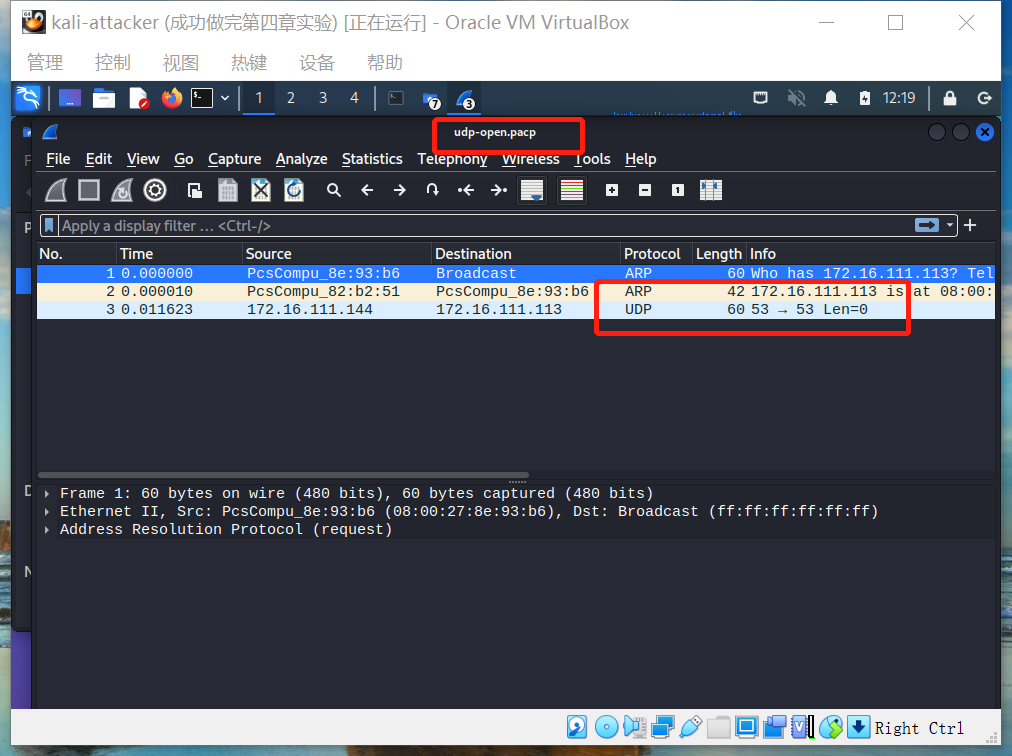 kali-attacker (成功做完第四章实验) [正在运行] - Oracle VM VirtualBox
管理 控制 视图 热键 设备 帮助
1 2 3 4 7 3 12:19
udp-open.pacp
File Edit View Go Capture Analyze Statistics Telephony Wireless Tools Help
Apply a display filter … <Ctrl-/>
No. Time Source Destination Protocol Length Info
1 0.000000 PcsCompu_8e:93:b6 Broadcast ARP 60 Who has 172.16.111.113? Tel
2 0.000010 PcsCompu_82:b2:51 PcsCompu_8e:93:b6 ARP 42 172.16.111.113 is at 08:00:
3 0.011623 172.16.111.144 172.16.111.113 UDP 60 53 → 53 Len=0
Frame 1: 60 bytes on wire (480 bits), 60 bytes captured (480 bits)
Ethernet II, Src: PcsCompu_8e:93:b6 (08:00:27:8e:93:b6), Dst: Broadcast (ff:ff:ff:ff:ff:ff)
Address Resolution Protocol (request)
Right Ctrl